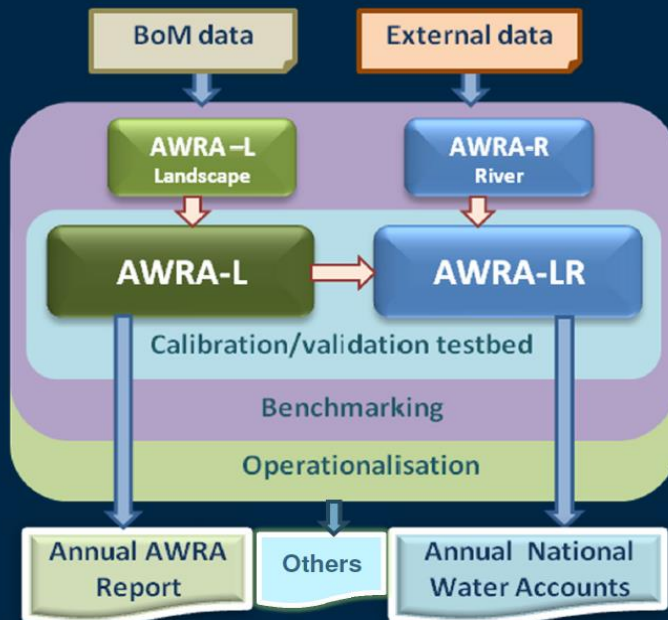 BoM data
External data
AWRA –L
Landscape
AWRA-R
River
AWRA-L
AWRA-LR
Calibration/validation testbed
Benchmarking
Operationalisation
Annual AWRA
Report
Others
Annual National
Water Accounts